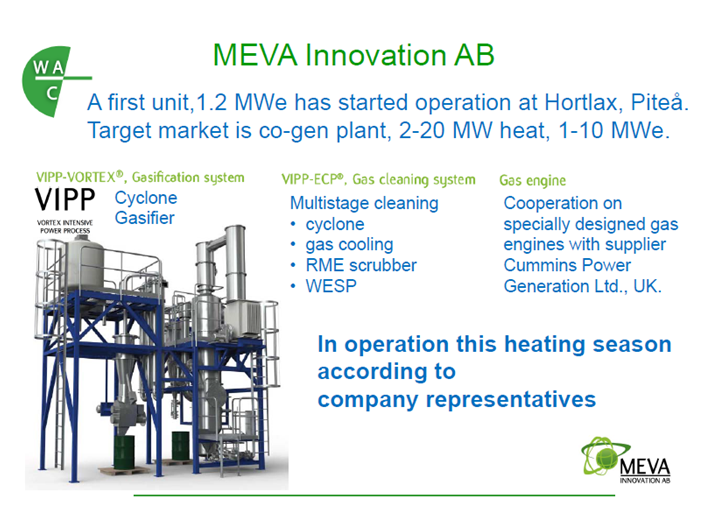 MEVA Innovation AB
WA
C
A first unit,1.2 MWe has started operation at Hortlax, Piteå.
Target market is co-gen plant, 2-20 MW heat, 1-10 MWe.
VIPP-VORTEX®, Gasification system
VIPP
VORTEX INTENSIVE
POWER PROCESS
Cyclone
Gasifier
VIPP-ECP®, Gas cleaning system
Multistage cleaning
• cyclone
• gas cooling
• RME scrubber
• WESP
Gas engine
Cooperation on
specially designed gas
engines with supplier
Cummins Power
Generation Ltd., UK.
In operation this heating season
according to
company representatives
MEVA
INNOVATION AB